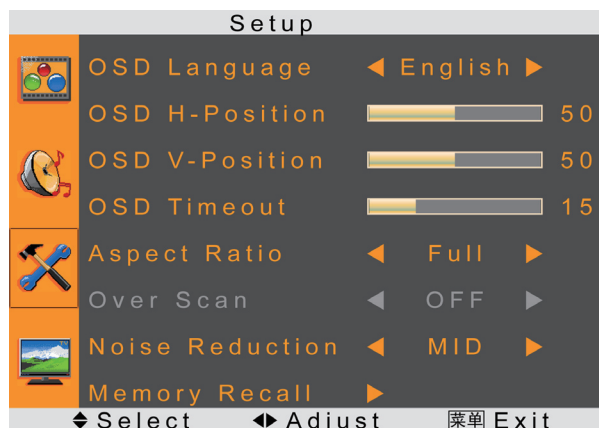 Setup
OSD Language English
OSD H-Position 50
OSD V-Position 50
OSD Timeout 15
Aspect Ratio Full
Over Scan OFF
Noise Reduction MID
Memory Recall
Select Adjust 菜单 Exit